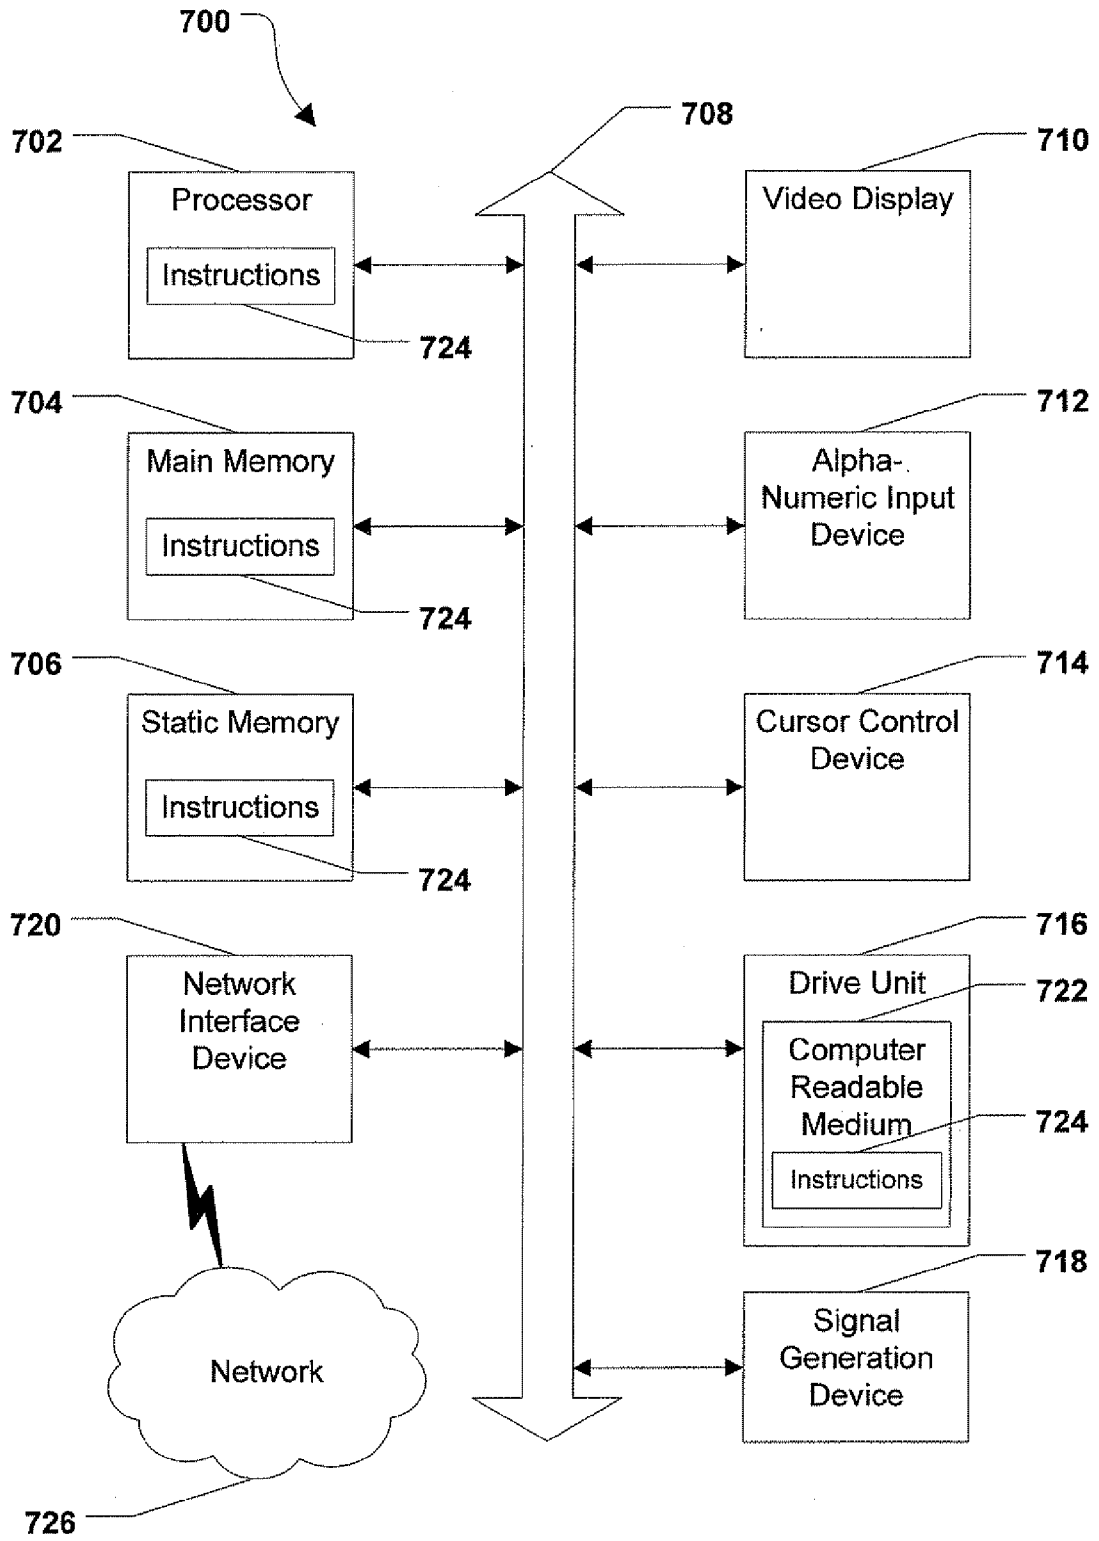 700
708
702
710
Processor
Video Display
Instructions
724
704
712
Main Memory
Alpha-
Numeric Input
Device
Instructions
724
706
714
Static Memory
Cursor Control
Device
Instructions
724
720
716
Network
Interface
Device
Drive Unit
722
Computer
Readable
Medium
724
Instructions
718
Signal
Generation
Device
Network
726